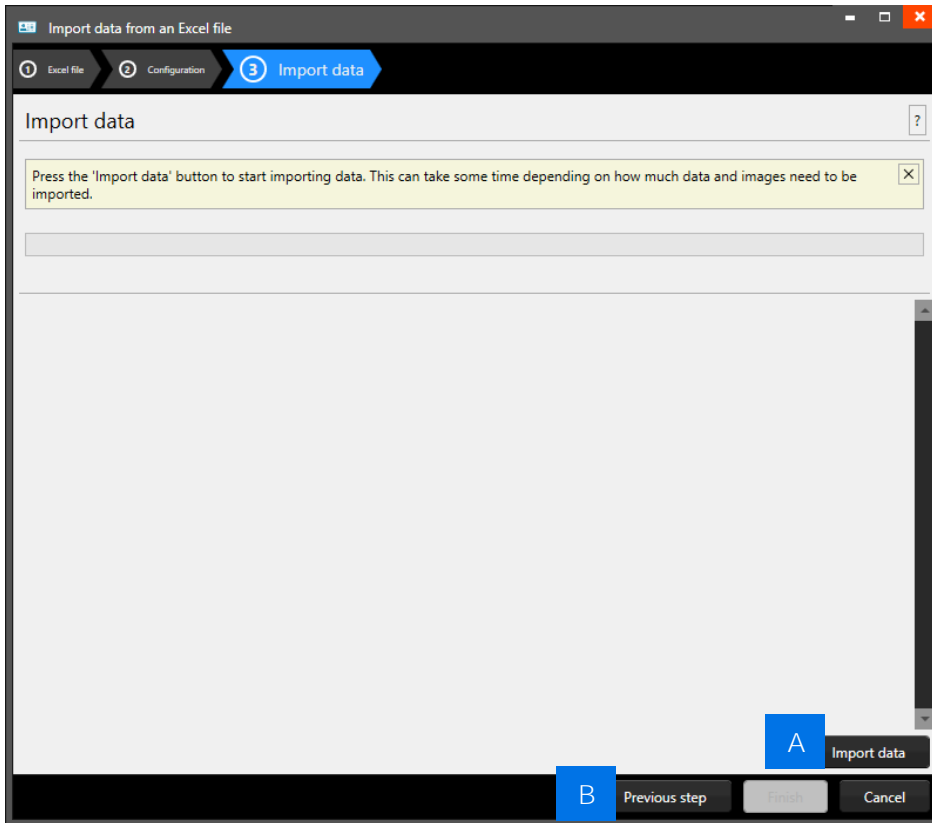 Import data from an Excel file
1 Excel file 2 Configuration 3 Import data
Import data
?
Press the 'Import data' button to start importing data. This can take some time depending on how much data and images need to be
imported.
A Import data
B Previous step Finish Cancel